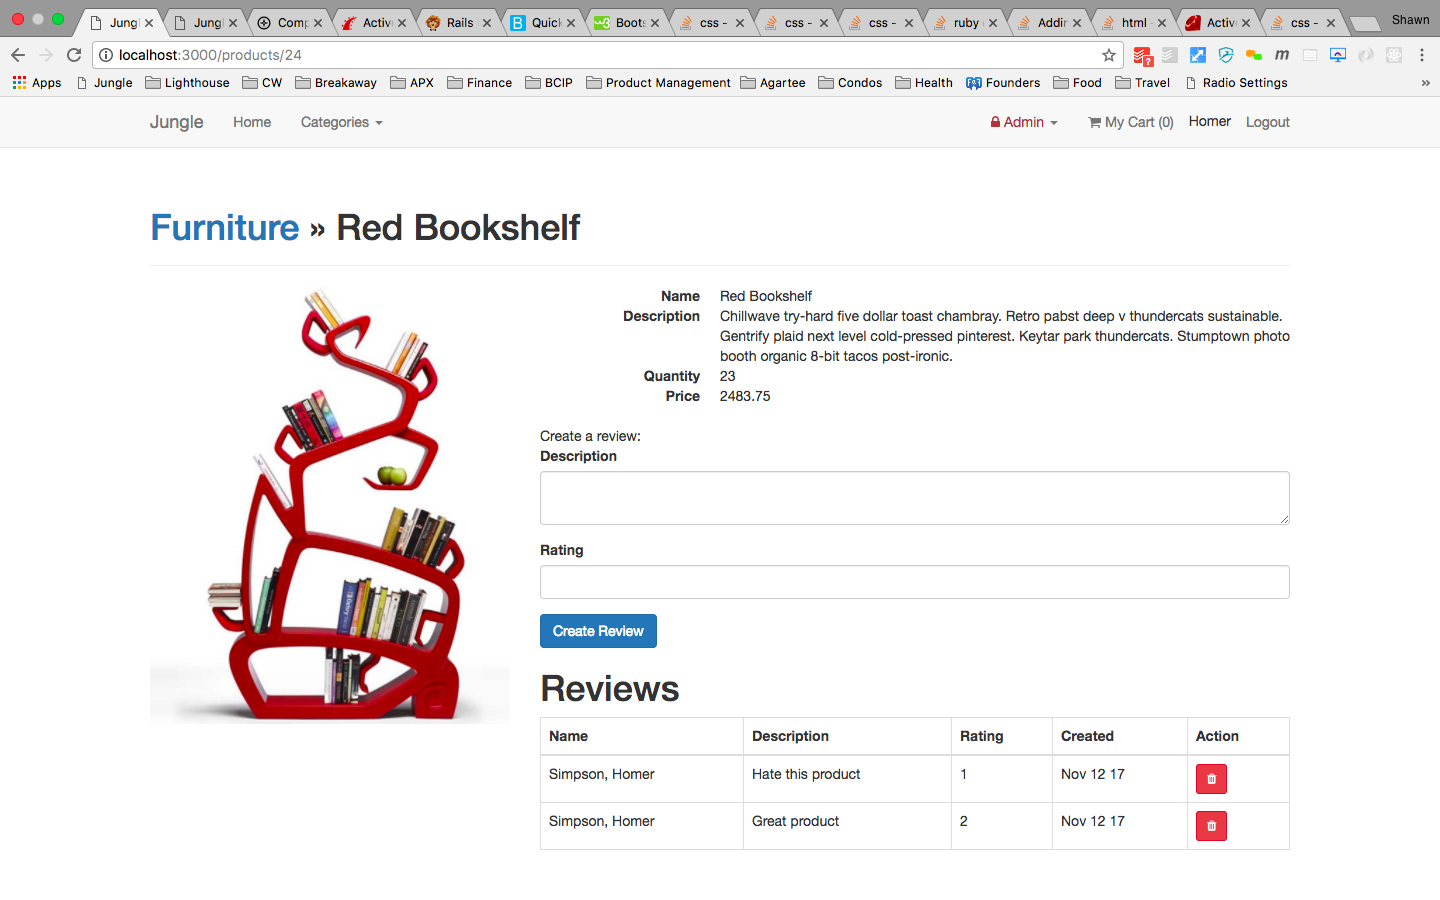 Jungl
Jungl
Comp
Active
Rails
Quick
Boots
css -
css -
css -
ruby
Addin
html -
Active
css -
Shawn
localhost:3000/products/24
Apps
Jungle
Lighthouse
CW
Breakaway
APX
Finance
BCIP
Product Management
Agartee
Condos
Health
Founders
Food
Travel
Radio Settings
»
Jungle
Home
Categories
Admin
My Cart (0)
Homer
Logout
Furniture » Red Bookshelf
Name Red Bookshelf
Description Chillwave try-hard five dollar toast chambray. Retro pabst deep v thundercats sustainable.
Gentrify plaid next level cold-pressed pinterest. Keytar park thundercats. Stumptown photo
booth organic 8-bit tacos post-ironic.
Quantity 23
Price 2483.75
Create a review:
Description
Rating
Create Review
Reviews
Name Description Rating Created Action
Simpson, Homer Hate this product 1 Nov 12 17
Simpson, Homer Great product 2 Nov 12 17